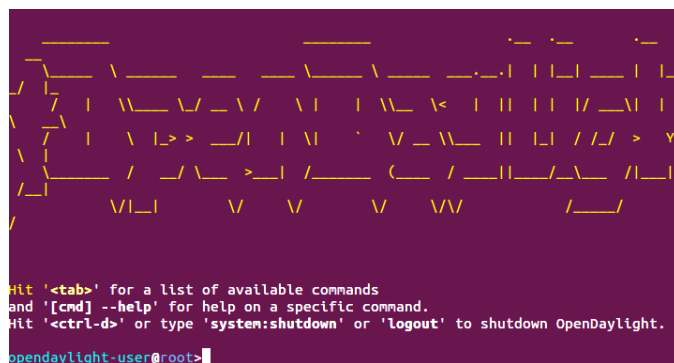 Hit '<tab>' for a list of available commands
and '[cmd] --help' for help on a specific command.
Hit '<ctrl-d>' or type 'system:shutdown' or 'logout' to shutdown OpenDaylight.
opendaylight-user@root>